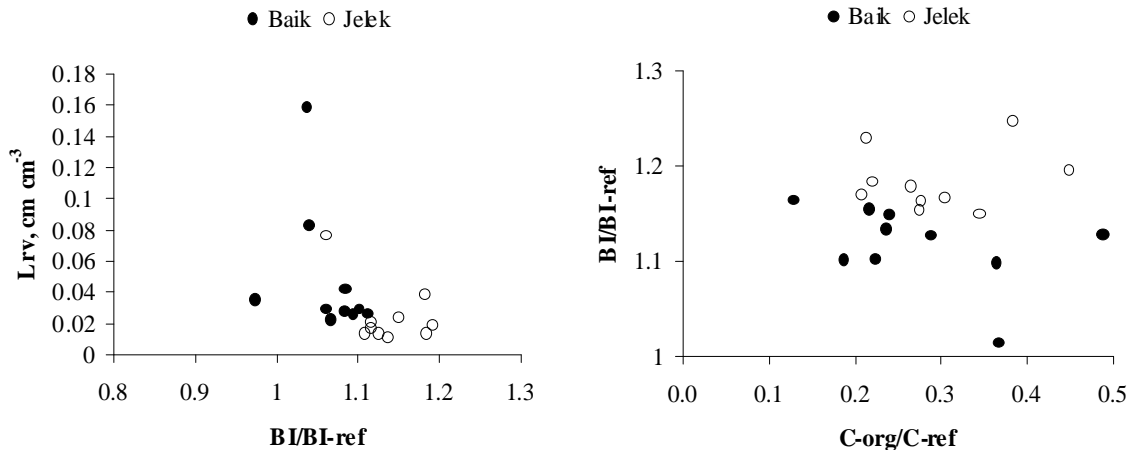 Baik Jelek
0.18
0.16
0.14
0.12
0.1
0.08
0.06
0.04
0.02
0
Lrv, cm cm-3
0.8 0.9 1 1.1 1.2 1.3
BI/BI-ref
Baik Jelek
1.3
1.2
1.1
1
BI/BI-ref
0.0 0.1 0.2 0.3 0.4 0.5
C-org/C-ref